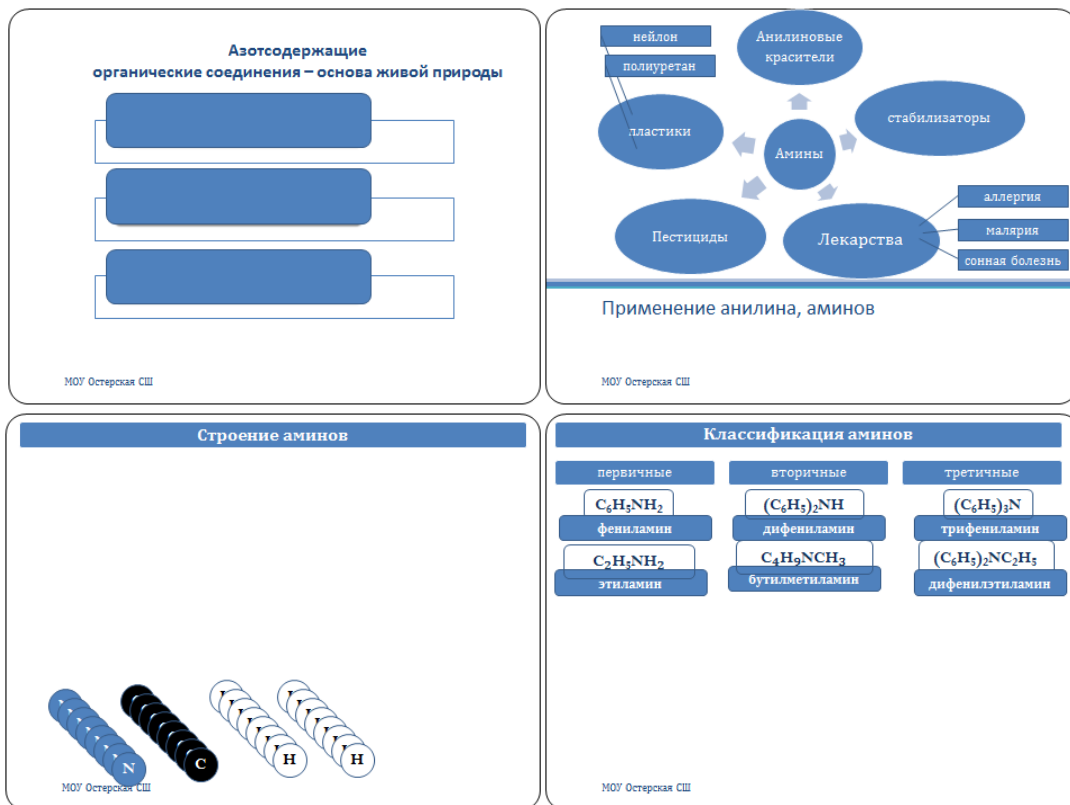 Азотсодержащие
органические соединения – основа живой природы
МОУ Остерская СШ
нейлон
полиуретан
Анилиновые
красители
пластики
стабилизаторы
Амины
Пестициды
Лекарства
аллергия
малярия
сонная болезнь
Применение анилина, аминов
МОУ Остерская СШ
Строение аминов
N
C
H
H
МОУ Остерская СШ
Классификация аминов
первичные вторичные третичные
C₆H₅NH₂ (C₆H₅)₂NH (C₆H₅)₃N
фениламин дифениламин трифениламин
C₂H₅NH₂ C₄H₉NCH₃ (C₆H₅)₂NC₂H₅
этиламин бутилметиламин дифенилэтиламин
МОУ Остерская СШ